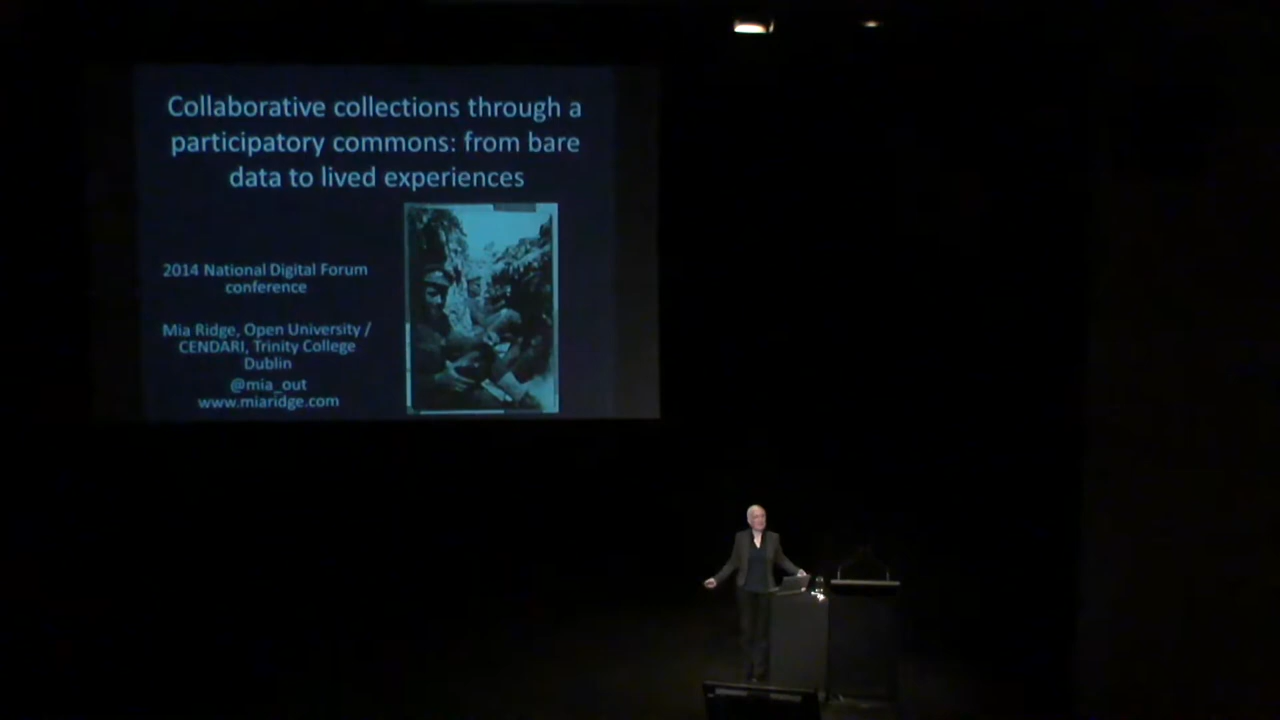 Collaborative collections through a
participatory commons: from bare
data to lived experiences
2014 National Digital Forum
conference
Mia Ridge, Open University /
CENDARI, Trinity College
Dublin
@mia_out
www.miaridge.com